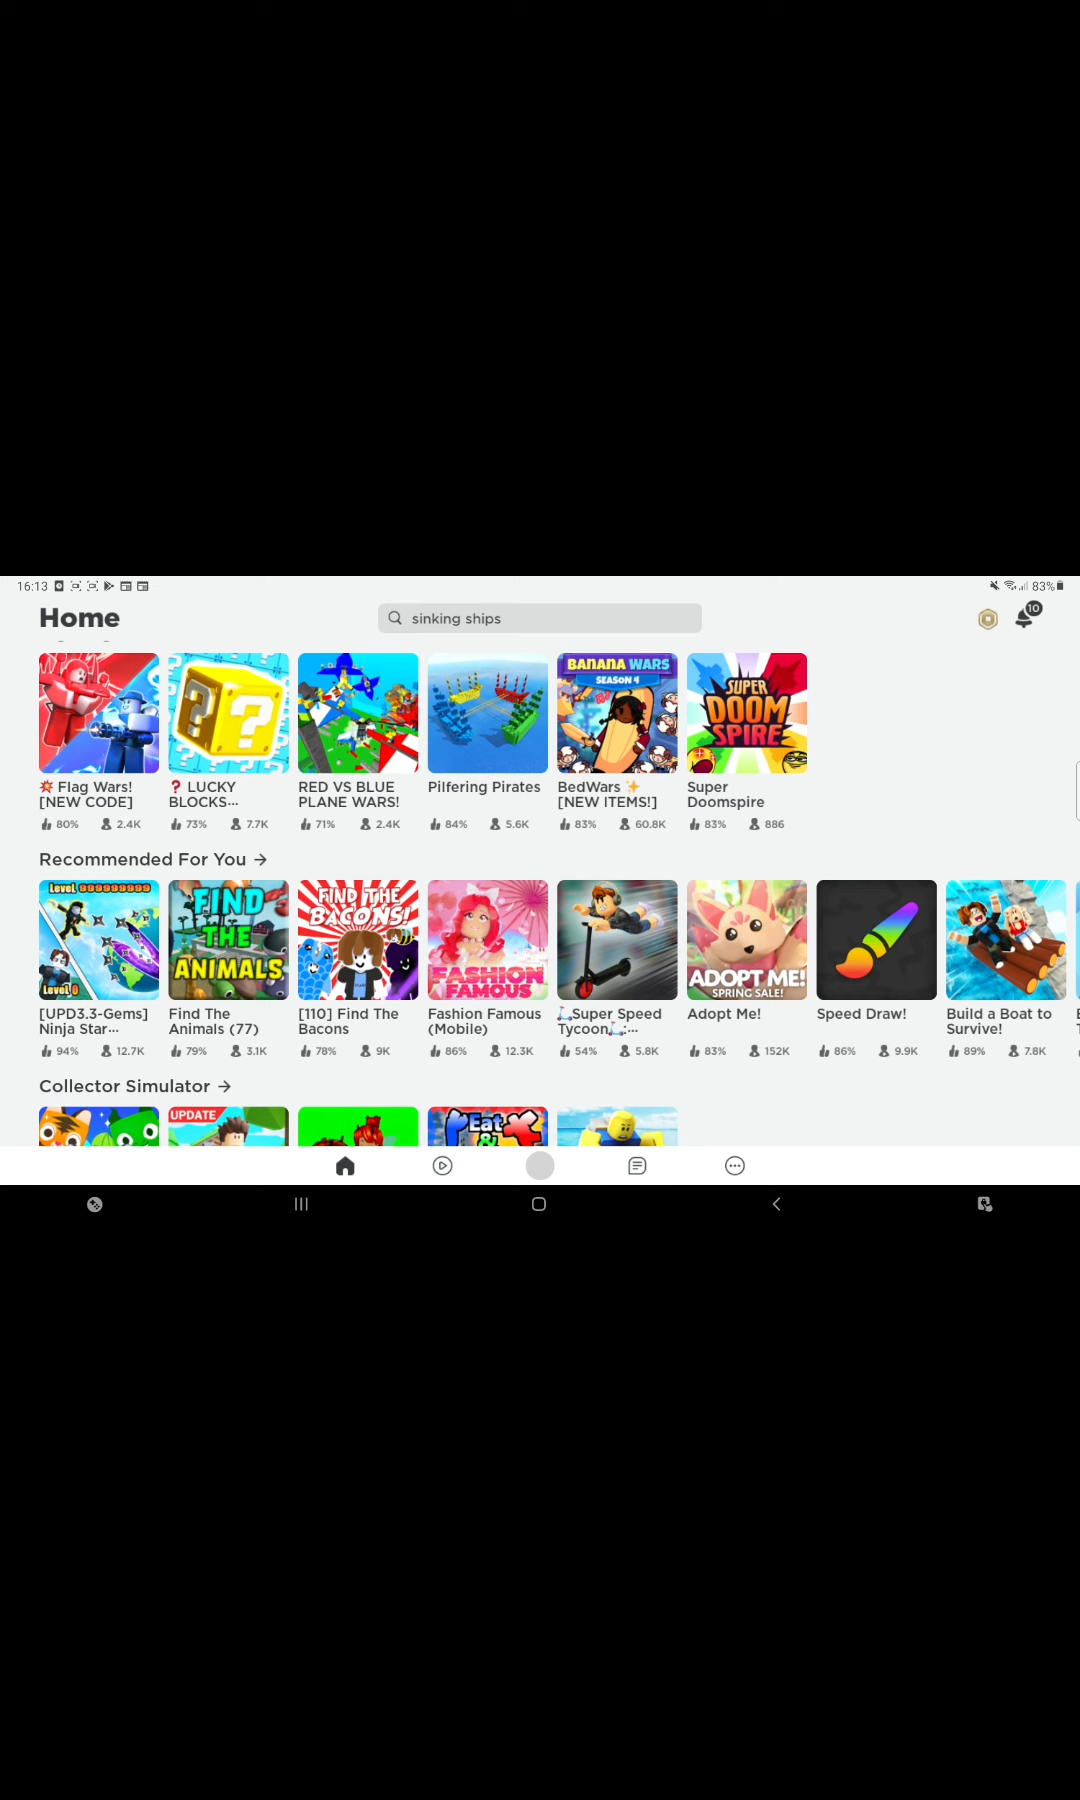 16:13
83%
Home
sinking ships
10
BANANA WARS
SEASON 4
SUPER
DOOM
SPIRE
💥 Flag Wars!
[NEW CODE]
❓ LUCKY
BLOCKS...
RED VS BLUE
PLANE WARS!
Pilfering Pirates
BedWars ✨
[NEW ITEMS!]
Super
Doomspire
80% 2.4K
73% 7.7K
71% 2.4K
84% 5.6K
83% 60.8K
83% 886
Recommended For You →
Level 999999999
Level 0
FIND
THE
ANIMALS
FIND THE
BACONS!
FASHION
FAMOUS
ADOPT ME!
SPRING SALE!
[UPD3.3-Gems]
Ninja Star...
Find The
Animals (77)
[110] Find The
Bacons
Fashion Famous
(Mobile)
🛴Super Speed
Tycoon🛴:...
Adopt Me!
Speed Draw!
Build a Boat to
Survive!
94% 12.7K
79% 3.1K
78% 9K
86% 12.3K
54% 5.8K
83% 152K
86% 9.9K
89% 7.8K
Collector Simulator →
UPDATE
Eat
&